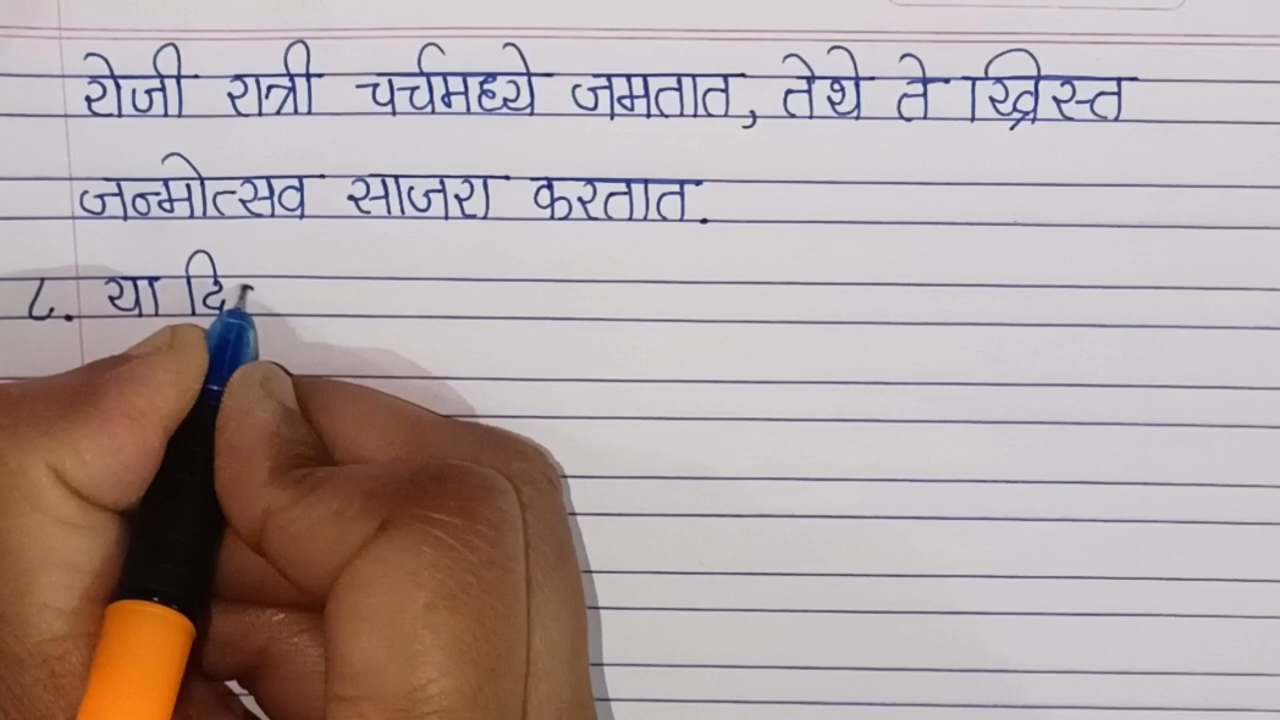 रोजी रात्री चर्चमध्ये जमतात, तेथे ते ख्रिस्त
जन्मोत्सव साजरा करतात.
८. या दि